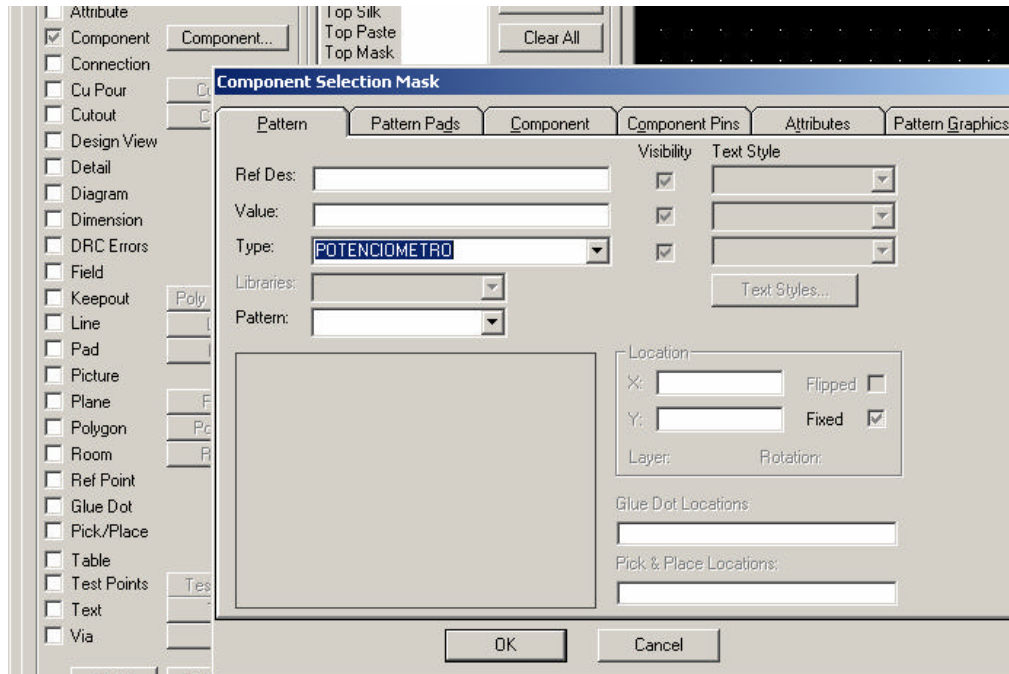 Attribute
Component
Component...
Connection
Cu Pour
Cutout
Design View
Detail
Diagram
Dimension
DRC Errors
Field
Keepout
Poly
Line
Pad
Picture
Plane
Polygon
Room
Ref Point
Glue Dot
Pick/Place
Table
Test Points
Text
Via
Top Silk
Top Paste
Top Mask
Clear All
Component Selection Mask
Pattern
Pattern Pads
Component
Component Pins
Attributes
Pattern Graphics
Visibility
Text Style
Ref Des:
Value:
Type:
POTENCIOMETRO
Libraries:
Text Styles...
Pattern:
Location
X:
Flipped
Y:
Fixed
Layer:
Rotation:
Glue Dot Locations
Pick & Place Locations:
OK
Cancel